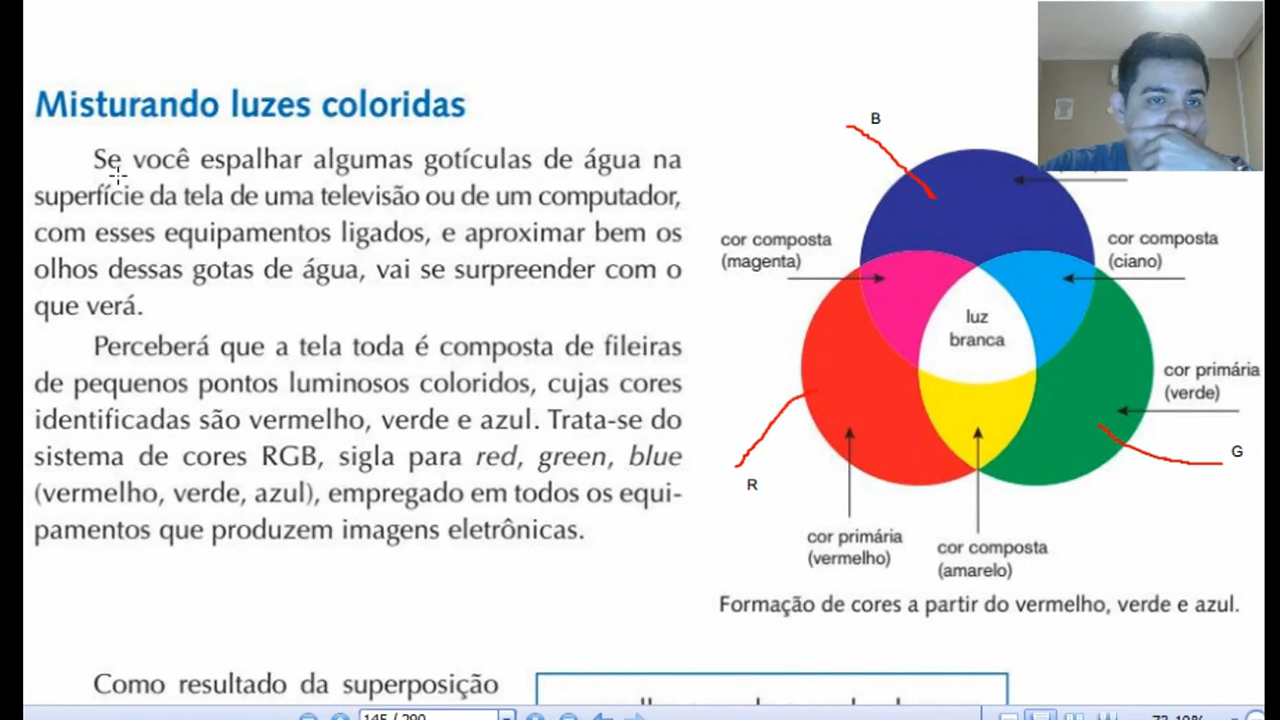 Misturando luzes coloridas
Se você espalhar algumas gotículas de água na
superfície da tela de uma televisão ou de um computador,
com esses equipamentos ligados, e aproximar bem os
olhos dessas gotas de água, vai se surpreender com o
que verá.
Perceberá que a tela toda é composta de fileiras
de pequenos pontos luminosos coloridos, cujas cores
identificadas são vermelho, verde e azul. Trata-se do
sistema de cores RGB, sigla para red, green, blue
(vermelho, verde, azul), empregado em todos os equi-
pamentos que produzem imagens eletrônicas.
Como resultado da superposição
B
cor composta
(magenta)
cor composta
(ciano)
luz
branca
cor primária
(verde)
G
R
cor primária
(vermelho)
cor composta
(amarelo)
Formação de cores a partir do vermelho, verde e azul.
145 / 290